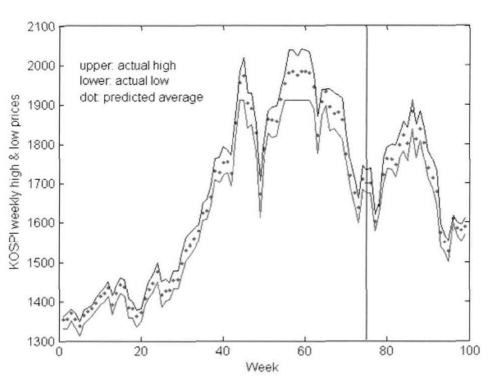 2100
2000
1900
1800
1700
1600
1500
1400
1300
KOSPI weekly high & low prices
upper: actual high
lower: actual low
dot: predicted average
0 20 40 60 80 100
Week